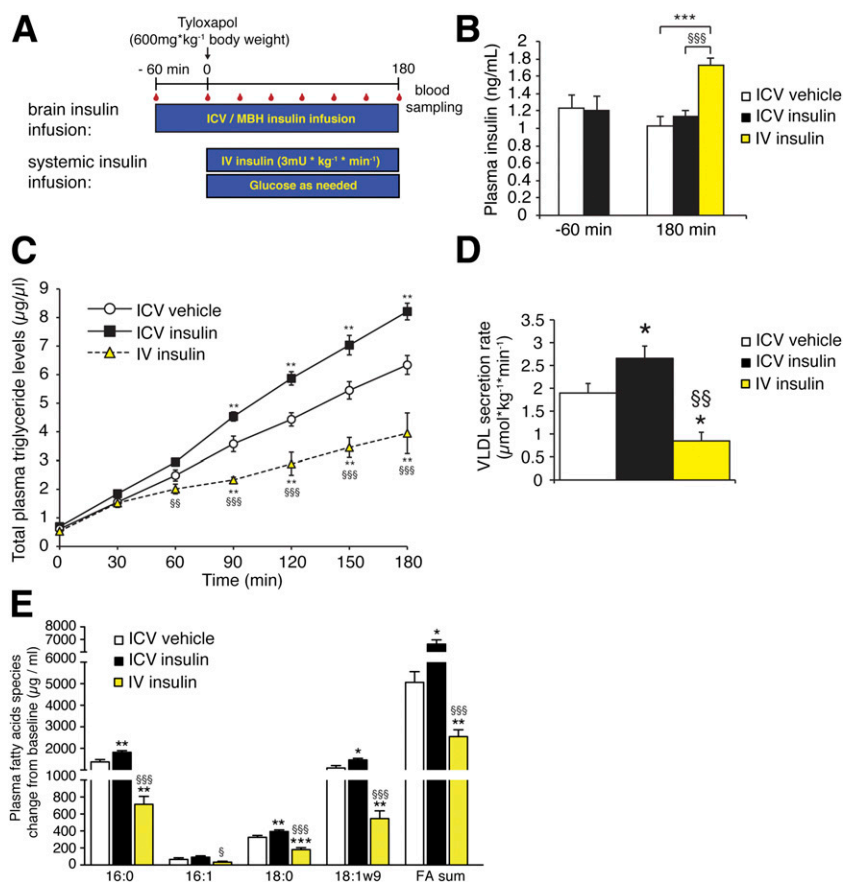 A
Tyloxapol
(600mg*kg⁻¹ body weight)
- 60 min 0 180
blood
sampling
brain insulin
infusion:
ICV / MBH insulin infusion
systemic insulin
infusion:
IV insulin (3mU * kg⁻¹ * min⁻¹)
Glucose as needed
B
Plasma insulin (ng/mL)
2
1.8
1.6
1.4
1.2
1
0.8
0.6
0.4
0.2
0
***
§§§
-60 min 180 min
ICV vehicle
ICV insulin
IV insulin
C
Total plasma triglyceride levels (µg/µl)
9
8
7
6
5
4
3
2
1
0
ICV vehicle
ICV insulin
IV insulin
** ** ** ** **
** ** ** **
§§ §§§ §§§ §§§ §§§
0 30 60 90 120 150 180
Time (min)
D
VLDL secretion rate
(µmol*kg⁻¹*min⁻¹)
3.5
3
2.5
2
1.5
1
0.5
0
*
§§
*
ICV vehicle
ICV insulin
IV insulin
E
Plasma fatty acids species
change from baseline (µg / ml)
8000
7000
6000
5000
4000
3000
2000
1000
800
600
400
200
0
ICV vehicle
ICV insulin
IV insulin
**
§§§
**
§
**
§§§
***
*
§§§
**
*
§§§
**
16:0 16:1 18:0 18:1w9 FA sum